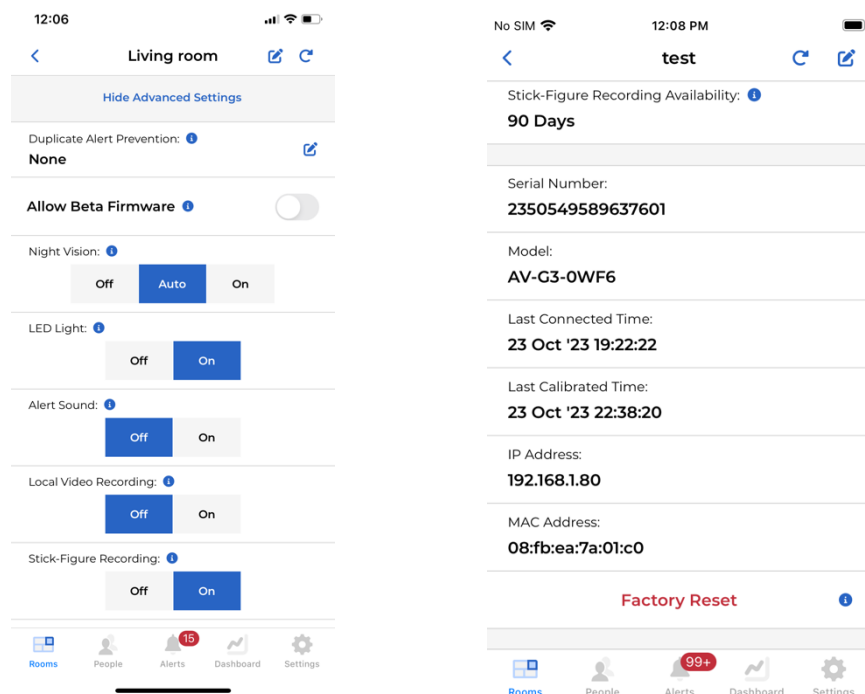 12:06
Living room
Hide Advanced Settings
Duplicate Alert Prevention:
None
Allow Beta Firmware
Night Vision:
Off Auto On
LED Light:
Off On
Alert Sound:
Off On
Local Video Recording:
Off On
Stick-Figure Recording:
Off On
15
Rooms People Alerts Dashboard Settings
No SIM 12:08 PM
test
Stick-Figure Recording Availability:
90 Days
Serial Number:
2350549589637601
Model:
AV-G3-0WF6
Last Connected Time:
23 Oct '23 19:22:22
Last Calibrated Time:
23 Oct '23 22:38:20
IP Address:
192.168.1.80
MAC Address:
08:fb:ea:7a:01:c0
Factory Reset
99+
Rooms People Alerts Dashboard Settings